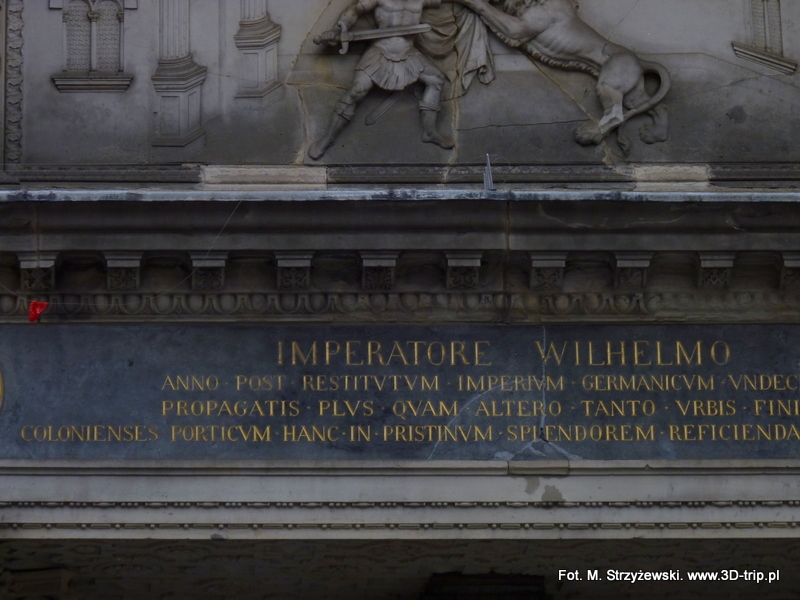 IMPERATORE WILHELMO
ANNO · POST · RESTITVTVM · IMPERIVM · GERMANICVM · VNDECI
PROPAGATIS · PLVS · QVAM · ALTERO · TANTO · VRBIS · FINI
COLONIENSES PORTICVM · HANC · IN · PRISTINVM · SPLENDOREM · REFICIENDA
Fot. M. Strzyżewski. www.3D-trip.pl